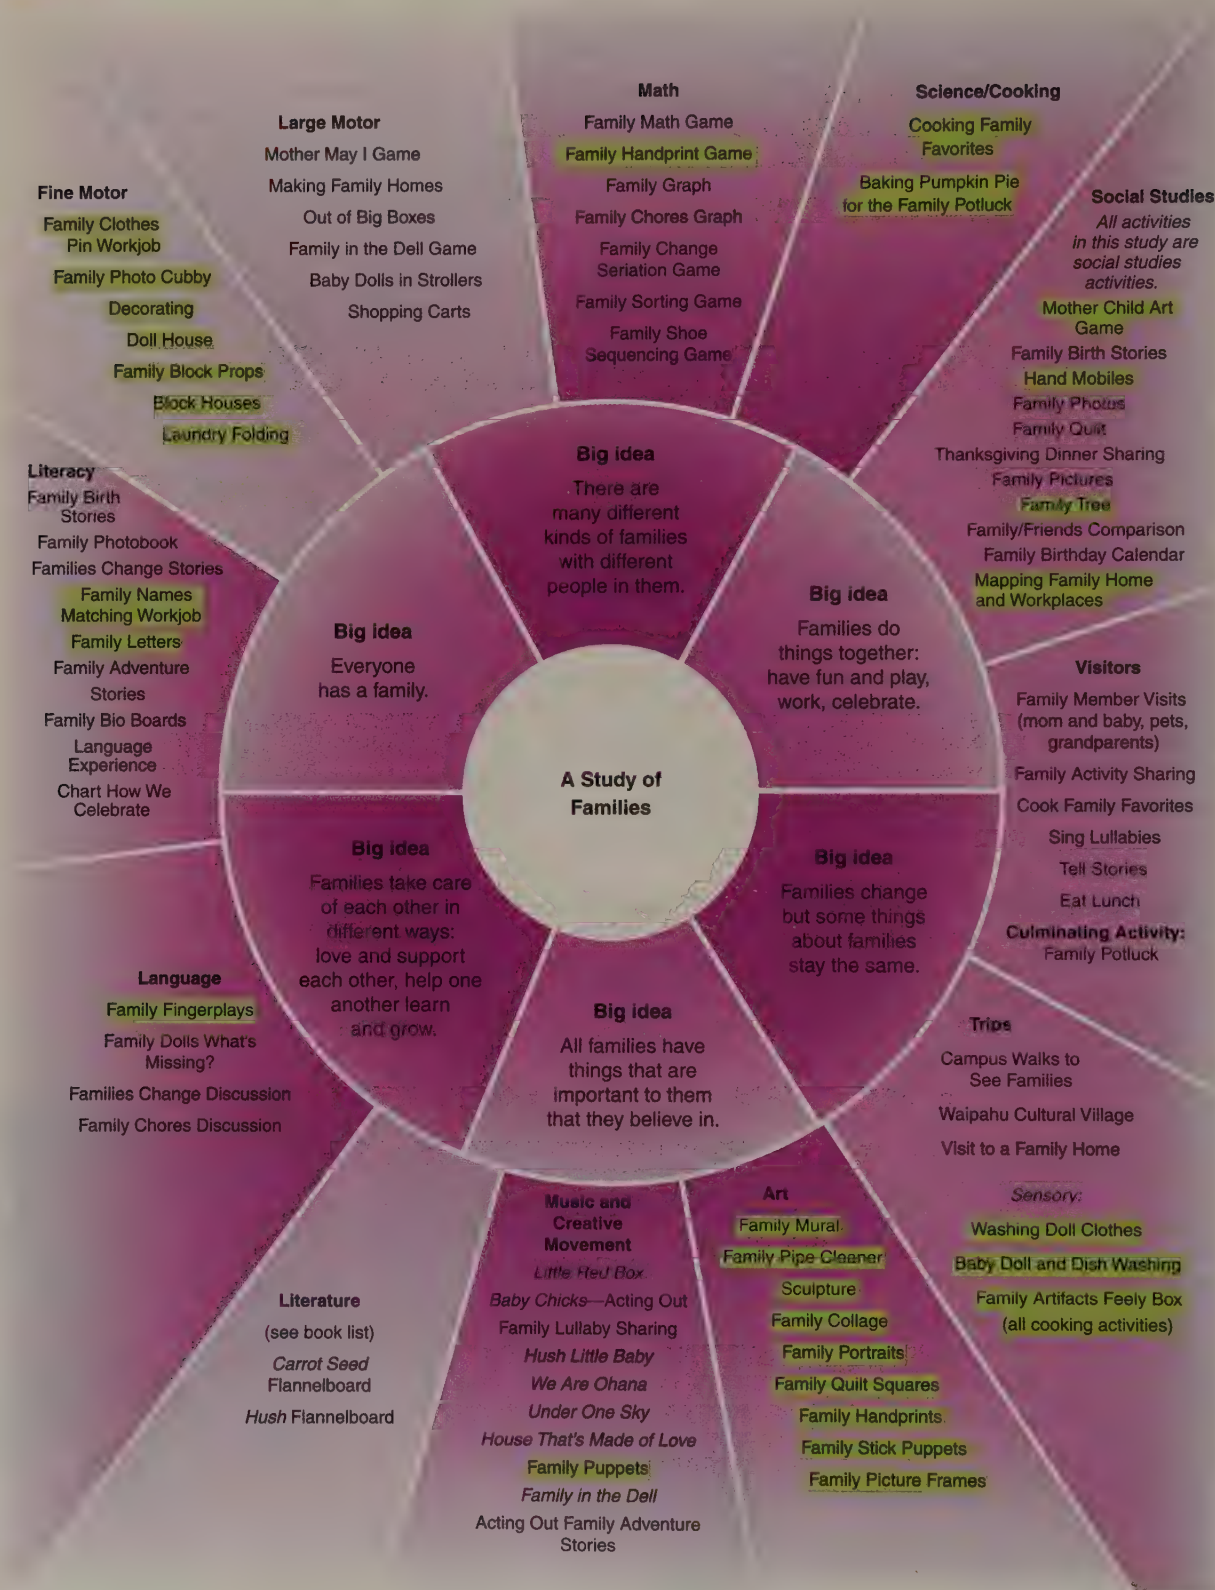 Math
Family Math Game
Family Handprint Game
Family Graph
Family Chores Graph
Family Change
Seriation Game
Family Sorting Game
Family Shoe
Sequencing Game
Science/Cooking
Cooking Family
Favorites
Baking Pumpkin Pie
for the Family Potluck
Large Motor
Mother May I Game
Making Family Homes
Out of Big Boxes
Family in the Dell Game
Baby Dolls in Strollers
Shopping Carts
Fine Motor
Family Clothes
Pin Workjob
Family Photo Cubby
Decorating
Doll House
Family Block Props
Block Houses
Laundry Folding
Social Studies
All activities
in this study are
social studies
activities.
Mother Child Art
Game
Family Birth Stories
Hand Mobiles
Family Photos
Family Quilt
Thanksgiving Dinner Sharing
Family Pictures
Family Tree
Family/Friends Comparison
Family Birthday Calendar
Mapping Family Home
and Workplaces
Literacy
Family Birth
Stories
Family Photobook
Families Change Stories
Family Names
Matching Workjob
Family Letters
Family Adventure
Stories
Family Bio Boards
Language
Experience
Chart How We
Celebrate
Big idea
There are
many different
kinds of families
with different
people in them.
Big idea
Everyone
has a family.
Big idea
Families do
things together:
have fun and play,
work, celebrate.
A Study of
Families
Big idea
Families take care
of each other in
different ways:
love and support
each other, help one
another learn
and grow.
Big idea
Families change
but some things
about families
stay the same.
Big idea
All families have
things that are
important to them
that they believe in.
Visitors
Family Member Visits
(mom and baby, pets,
grandparents)
Family Activity Sharing
Cook Family Favorites
Sing Lullabies
Tell Stories
Eat Lunch
Culminating Activity:
Family Potluck
Language
Family Fingerplays
Family Dolls What's
Missing?
Families Change Discussion
Family Chores Discussion
Trips
Campus Walks to
See Families
Waipahu Cultural Village
Visit to a Family Home
Sensory:
Washing Doll Clothes
Baby Doll and Dish Washing
Family Artifacts Feely Box
(all cooking activities)
Literature
(see book list)
Carrot Seed
Flannelboard
Hush Flannelboard
Music and
Creative
Movement
Little Red Box
Baby Chicks—Acting Out
Family Lullaby Sharing
Hush Little Baby
We Are Ohana
Under One Sky
House That's Made of Love
Family Puppets
Family in the Dell
Acting Out Family Adventure
Stories
Art
Family Mural
Family Pipe Cleaner
Sculpture
Family Collage
Family Portraits
Family Quilt Squares
Family Handprints
Family Stick Puppets
Family Picture Frames